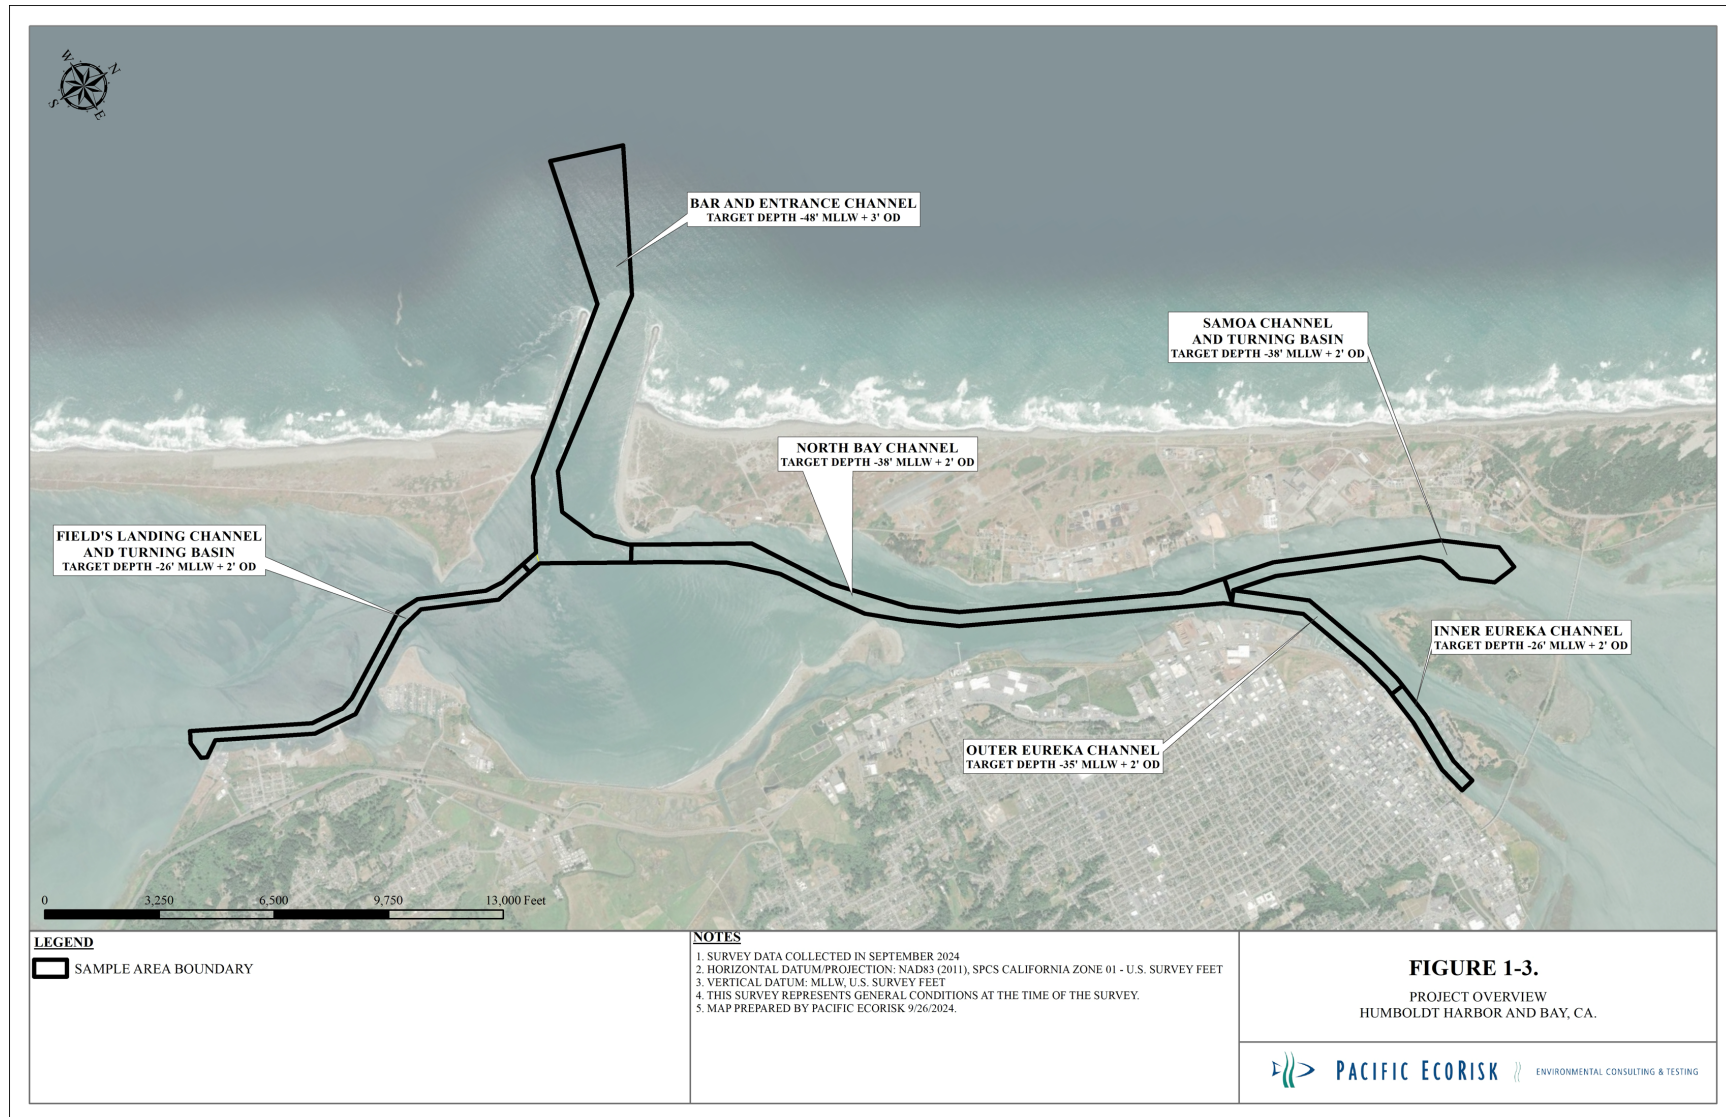 W
N
S
E
BAR AND ENTRANCE CHANNEL
TARGET DEPTH -48' MLLW + 3' OD
SAMOA CHANNEL
AND TURNING BASIN
TARGET DEPTH -38' MLLW + 2' OD
NORTH BAY CHANNEL
TARGET DEPTH -38' MLLW + 2' OD
FIELD'S LANDING CHANNEL
AND TURNING BASIN
TARGET DEPTH -26' MLLW + 2' OD
INNER EUREKA CHANNEL
TARGET DEPTH -26' MLLW + 2' OD
OUTER EUREKA CHANNEL
TARGET DEPTH -35' MLLW + 2' OD
0 3,250 6,500 9,750 13,000 Feet
LEGEND
SAMPLE AREA BOUNDARY
NOTES
1. SURVEY DATA COLLECTED IN SEPTEMBER 2024
2. HORIZONTAL DATUM/PROJECTION: NAD83 (2011), SPCS CALIFORNIA ZONE 01 - U.S. SURVEY FEET
3. VERTICAL DATUM: MLLW, U.S. SURVEY FEET
4. THIS SURVEY REPRESENTS GENERAL CONDITIONS AT THE TIME OF THE SURVEY.
5. MAP PREPARED BY PACIFIC ECORISK 9/26/2024.
FIGURE 1-3.
PROJECT OVERVIEW
HUMBOLDT HARBOR AND BAY, CA.
PACIFIC ECORISK
ENVIRONMENTAL CONSULTING & TESTING